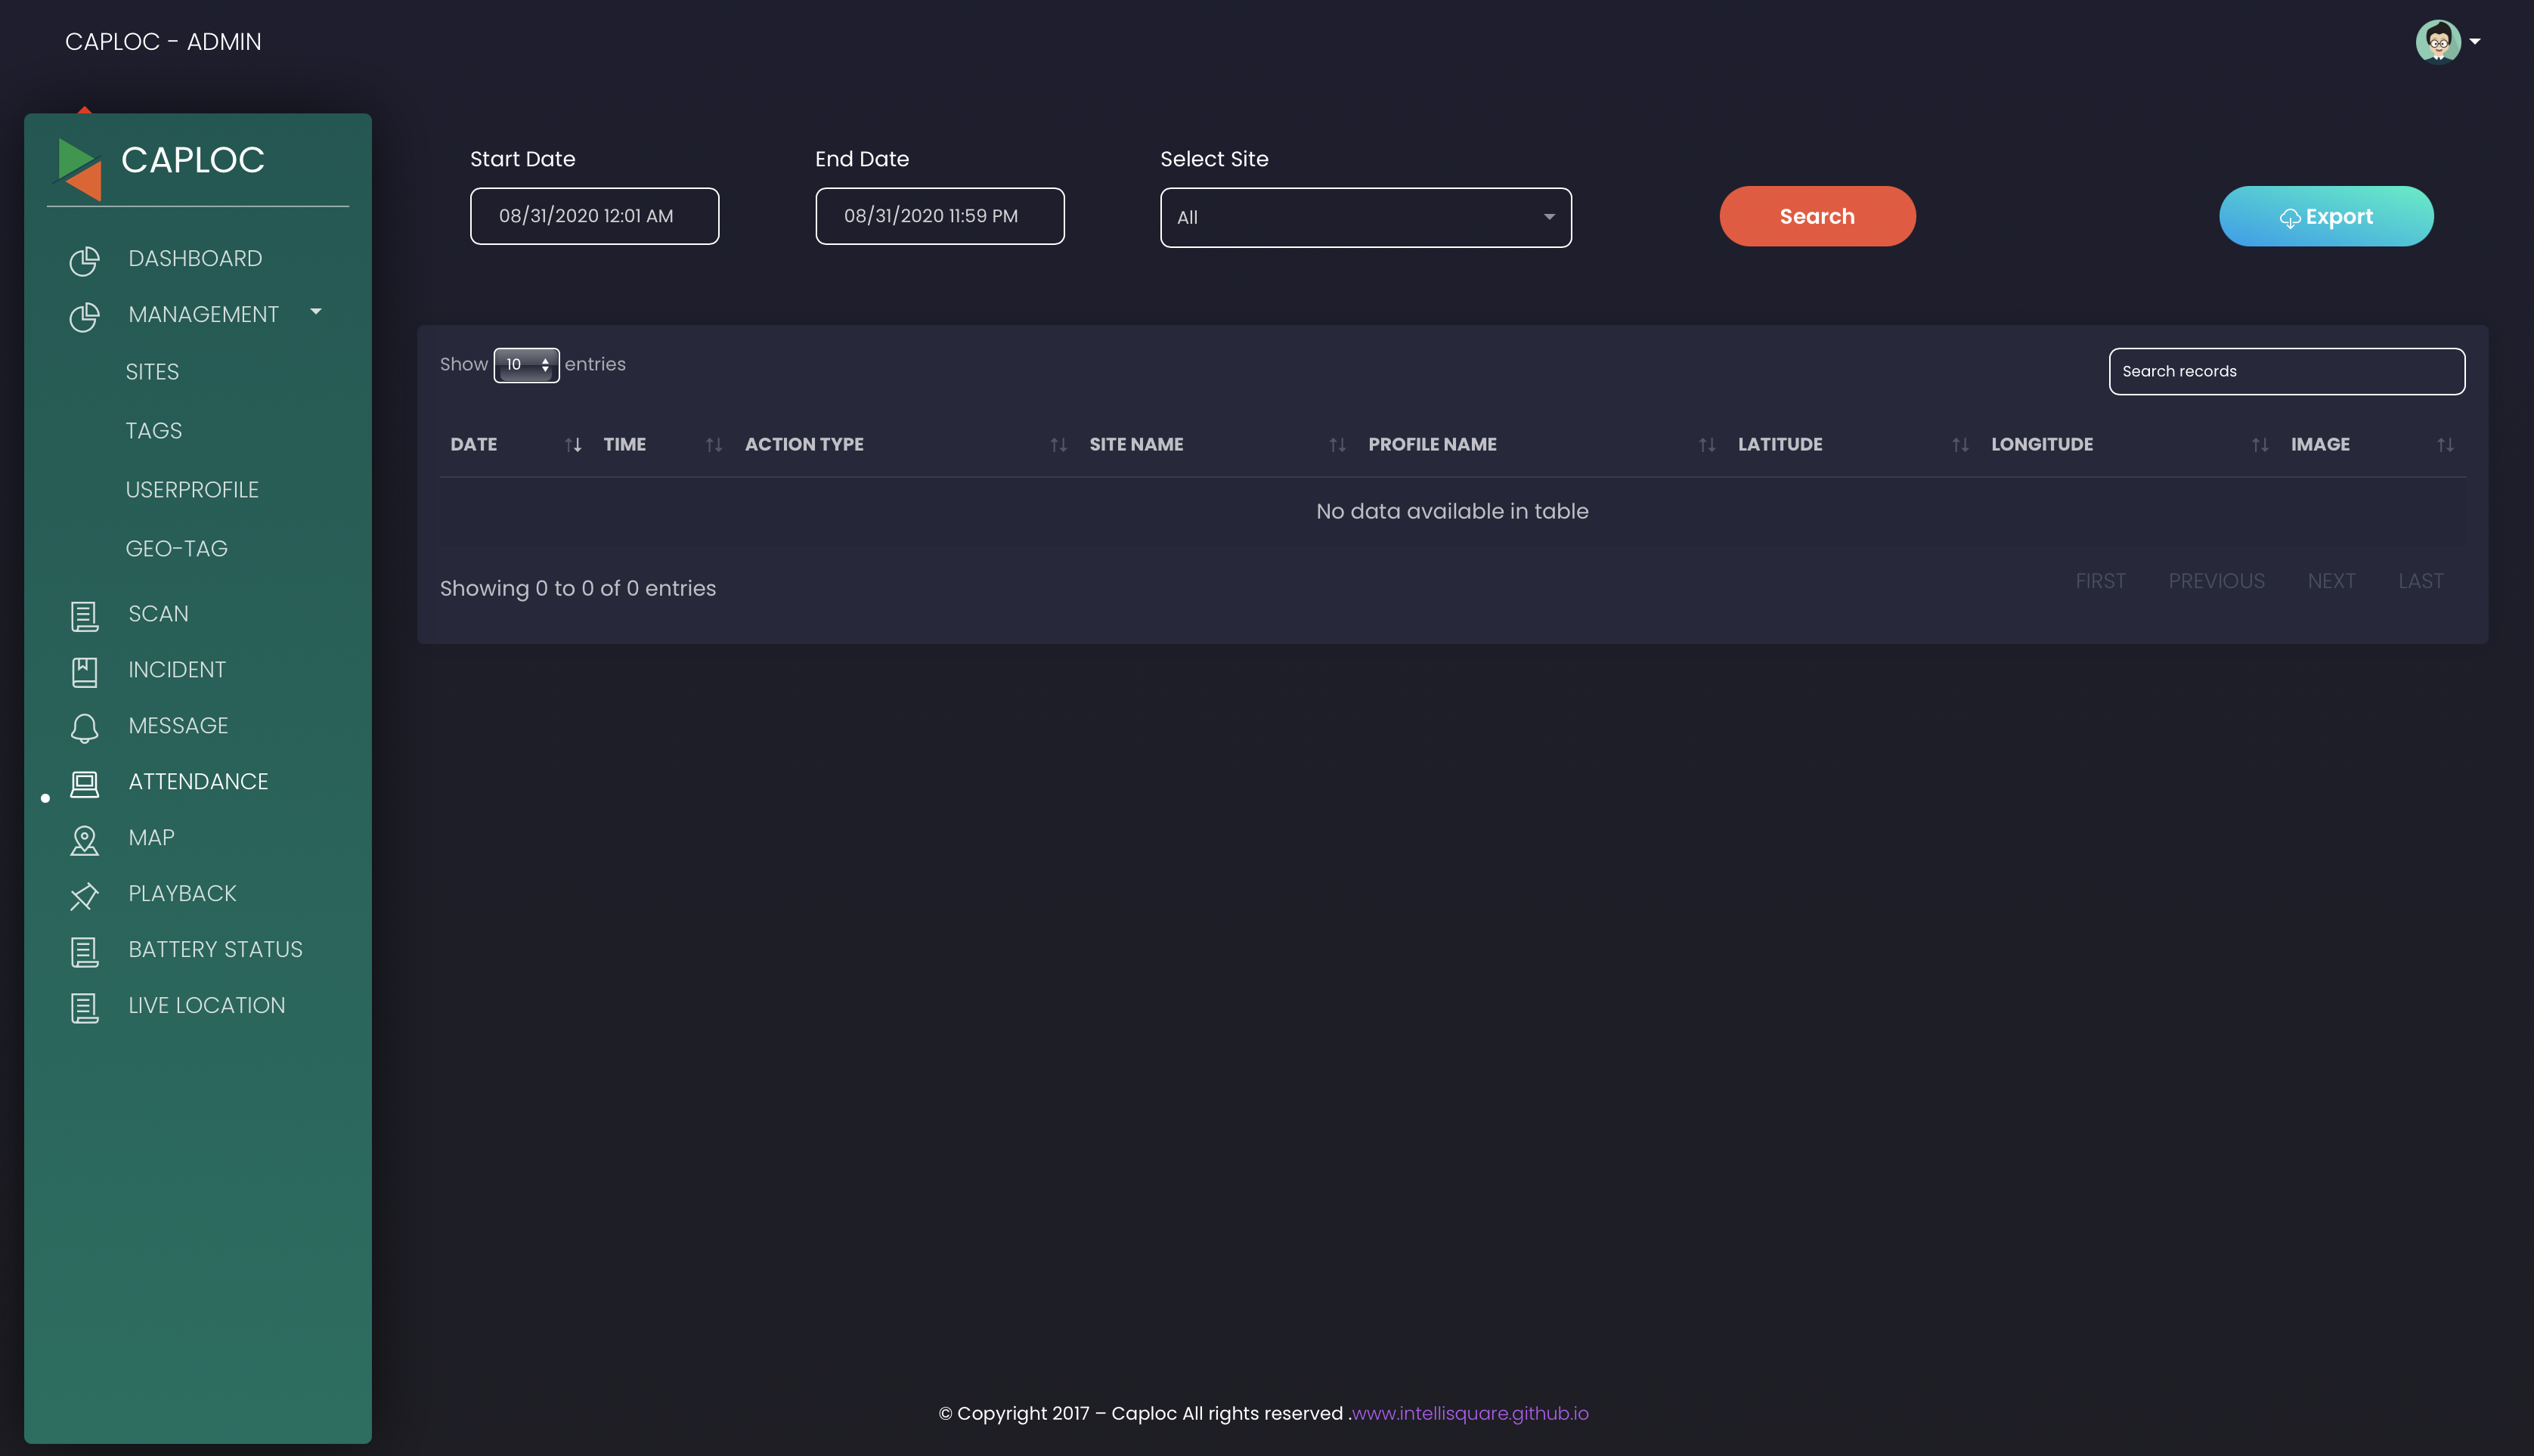 CAPLOC - ADMIN
CAPLOC
DASHBOARD
MANAGEMENT
SITES
TAGS
USERPROFILE
GEO-TAG
SCAN
INCIDENT
MESSAGE
ATTENDANCE
MAP
PLAYBACK
BATTERY STATUS
LIVE LOCATION
Start Date
08/31/2020 12:01 AM
End Date
08/31/2020 11:59 PM
Select Site
All
Search
Export
Show 10 entries
Search records
DATE TIME ACTION TYPE SITE NAME PROFILE NAME LATITUDE LONGITUDE IMAGE
No data available in table
Showing 0 to 0 of 0 entries
FIRST PREVIOUS NEXT LAST
© Copyright 2017 – Caploc All rights reserved .www.intellisquare.github.io